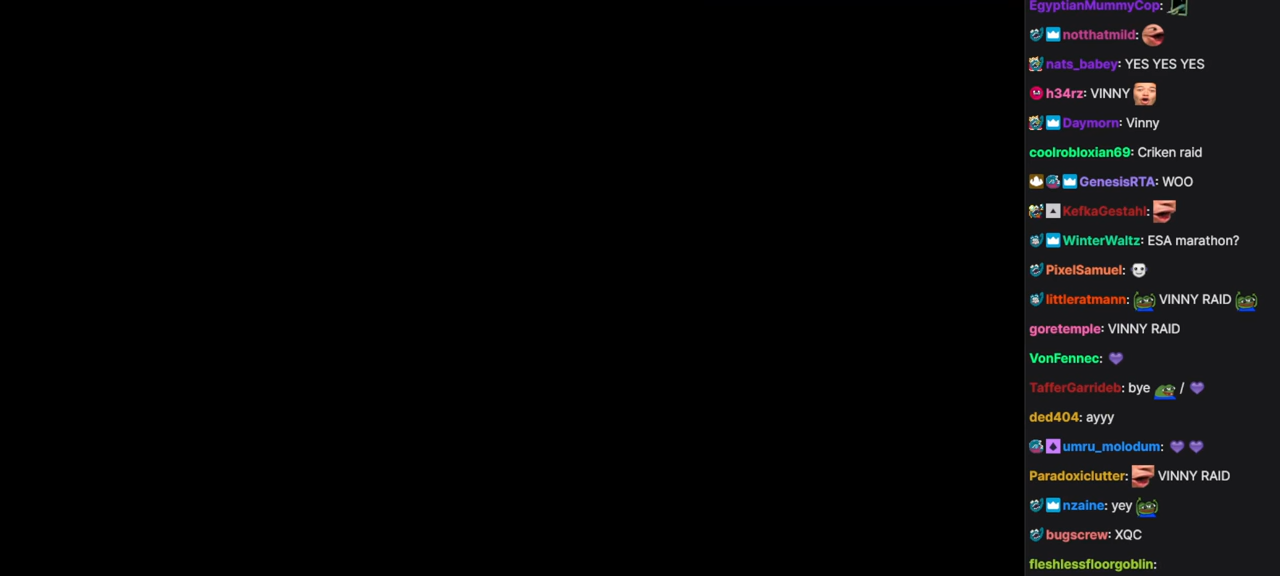 EgyptianMummyCop:
notthatmild:
nats_babey: YES YES YES
h34rz: VINNY
Daymorn: Vinny
coolrobloxian69: Criken raid
GenesisRTA: WOO
KefkaGestahl:
WinterWaltz: ESA marathon?
PixelSamuel:
littleratmann: VINNY RAID
goretemple: VINNY RAID
VonFennec:
TafferGarrideb: bye /
ded404: ayyy
umru_molodum:
Paradoxiclutter: VINNY RAID
nzaine: yey
bugscrew: XQC
fleshlessfloorgoblin: